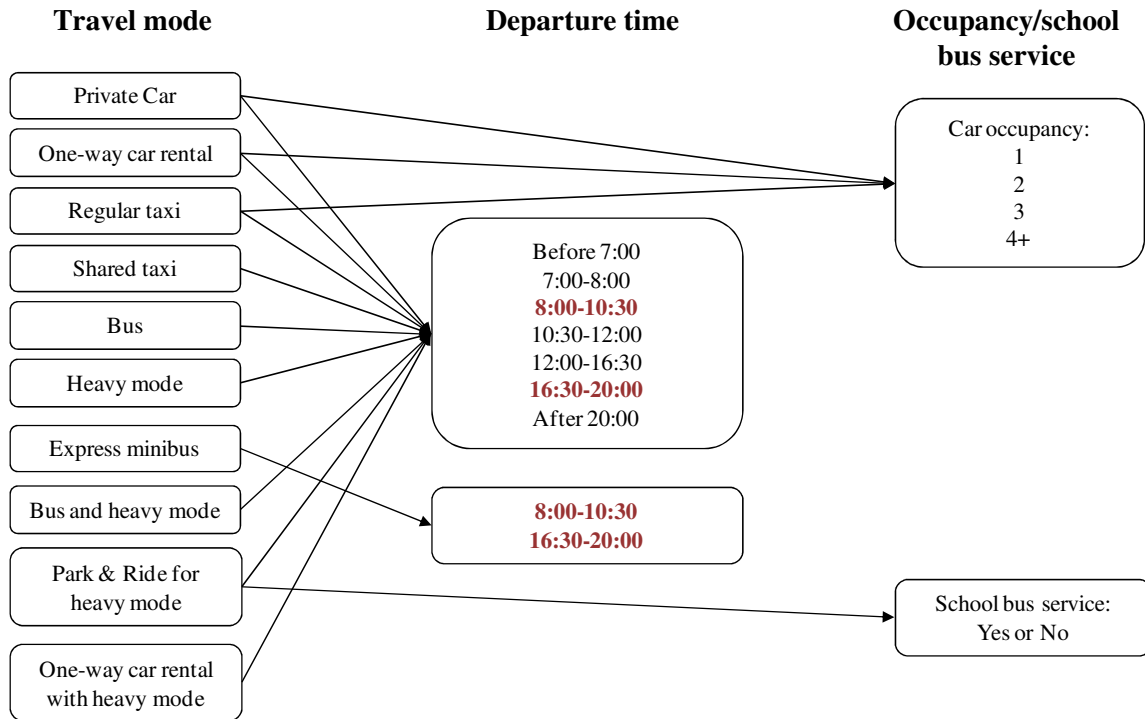 Travel mode
Departure time
Occupancy/school
bus service
Private Car
One-way car rental
Regular taxi
Shared taxi
Bus
Heavy mode
Express minibus
Bus and heavy mode
Park & Ride for
heavy mode
One-way car rental
with heavy mode
Before 7:00
7:00-8:00
8:00-10:30
10:30-12:00
12:00-16:30
16:30-20:00
After 20:00
8:00-10:30
16:30-20:00
Car occupancy:
1
2
3
4+
School bus service:
Yes or No